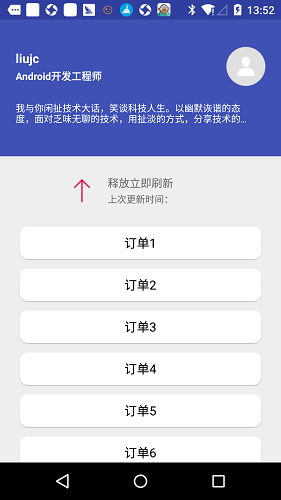 13:52
liujc
Android开发工程师
我与你闲扯技术大话，笑谈科技人生。以幽默诙谐的态
度，面对乏味无聊的技术，用扯淡的方式，分享技术的…
释放立即刷新
上次更新时间：
订单1
订单2
订单3
订单4
订单5
订单6